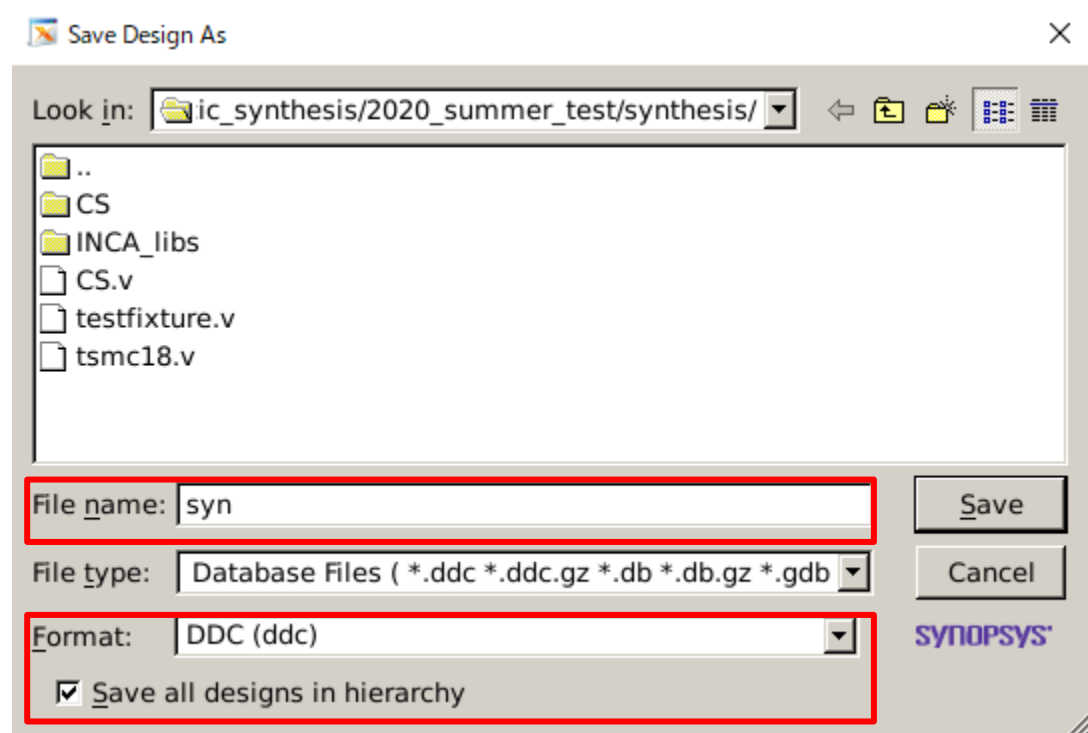 Save Design As
Look in: ic_synthesis/2020_summer_test/synthesis/
..
CS
INCA_libs
CS.v
testfixture.v
tsmc18.v
File name: syn Save
File type: Database Files ( *.ddc *.ddc.gz *.db *.db.gz *.gdb Cancel
Format: DDC (ddc) SYNOPSYS
Save all designs in hierarchy